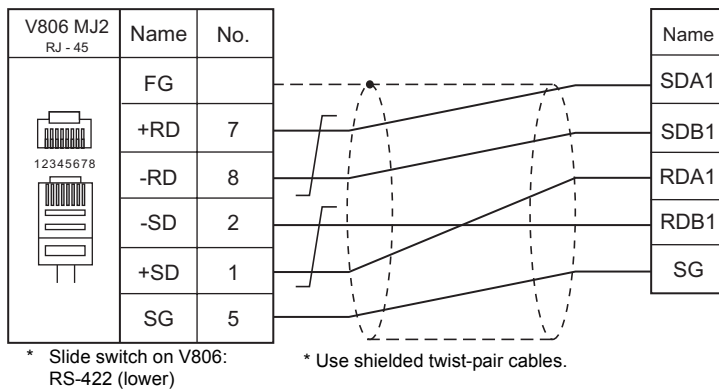 V806 MJ2 Name No. Name
RJ - 45
FG SDA1
+RD 7 SDB1
12345678
-RD 8 RDA1
-SD 2 RDB1
+SD 1 SG
SG 5
* Slide switch on V806:
RS-422 (lower)
* Use shielded twist-pair cables.